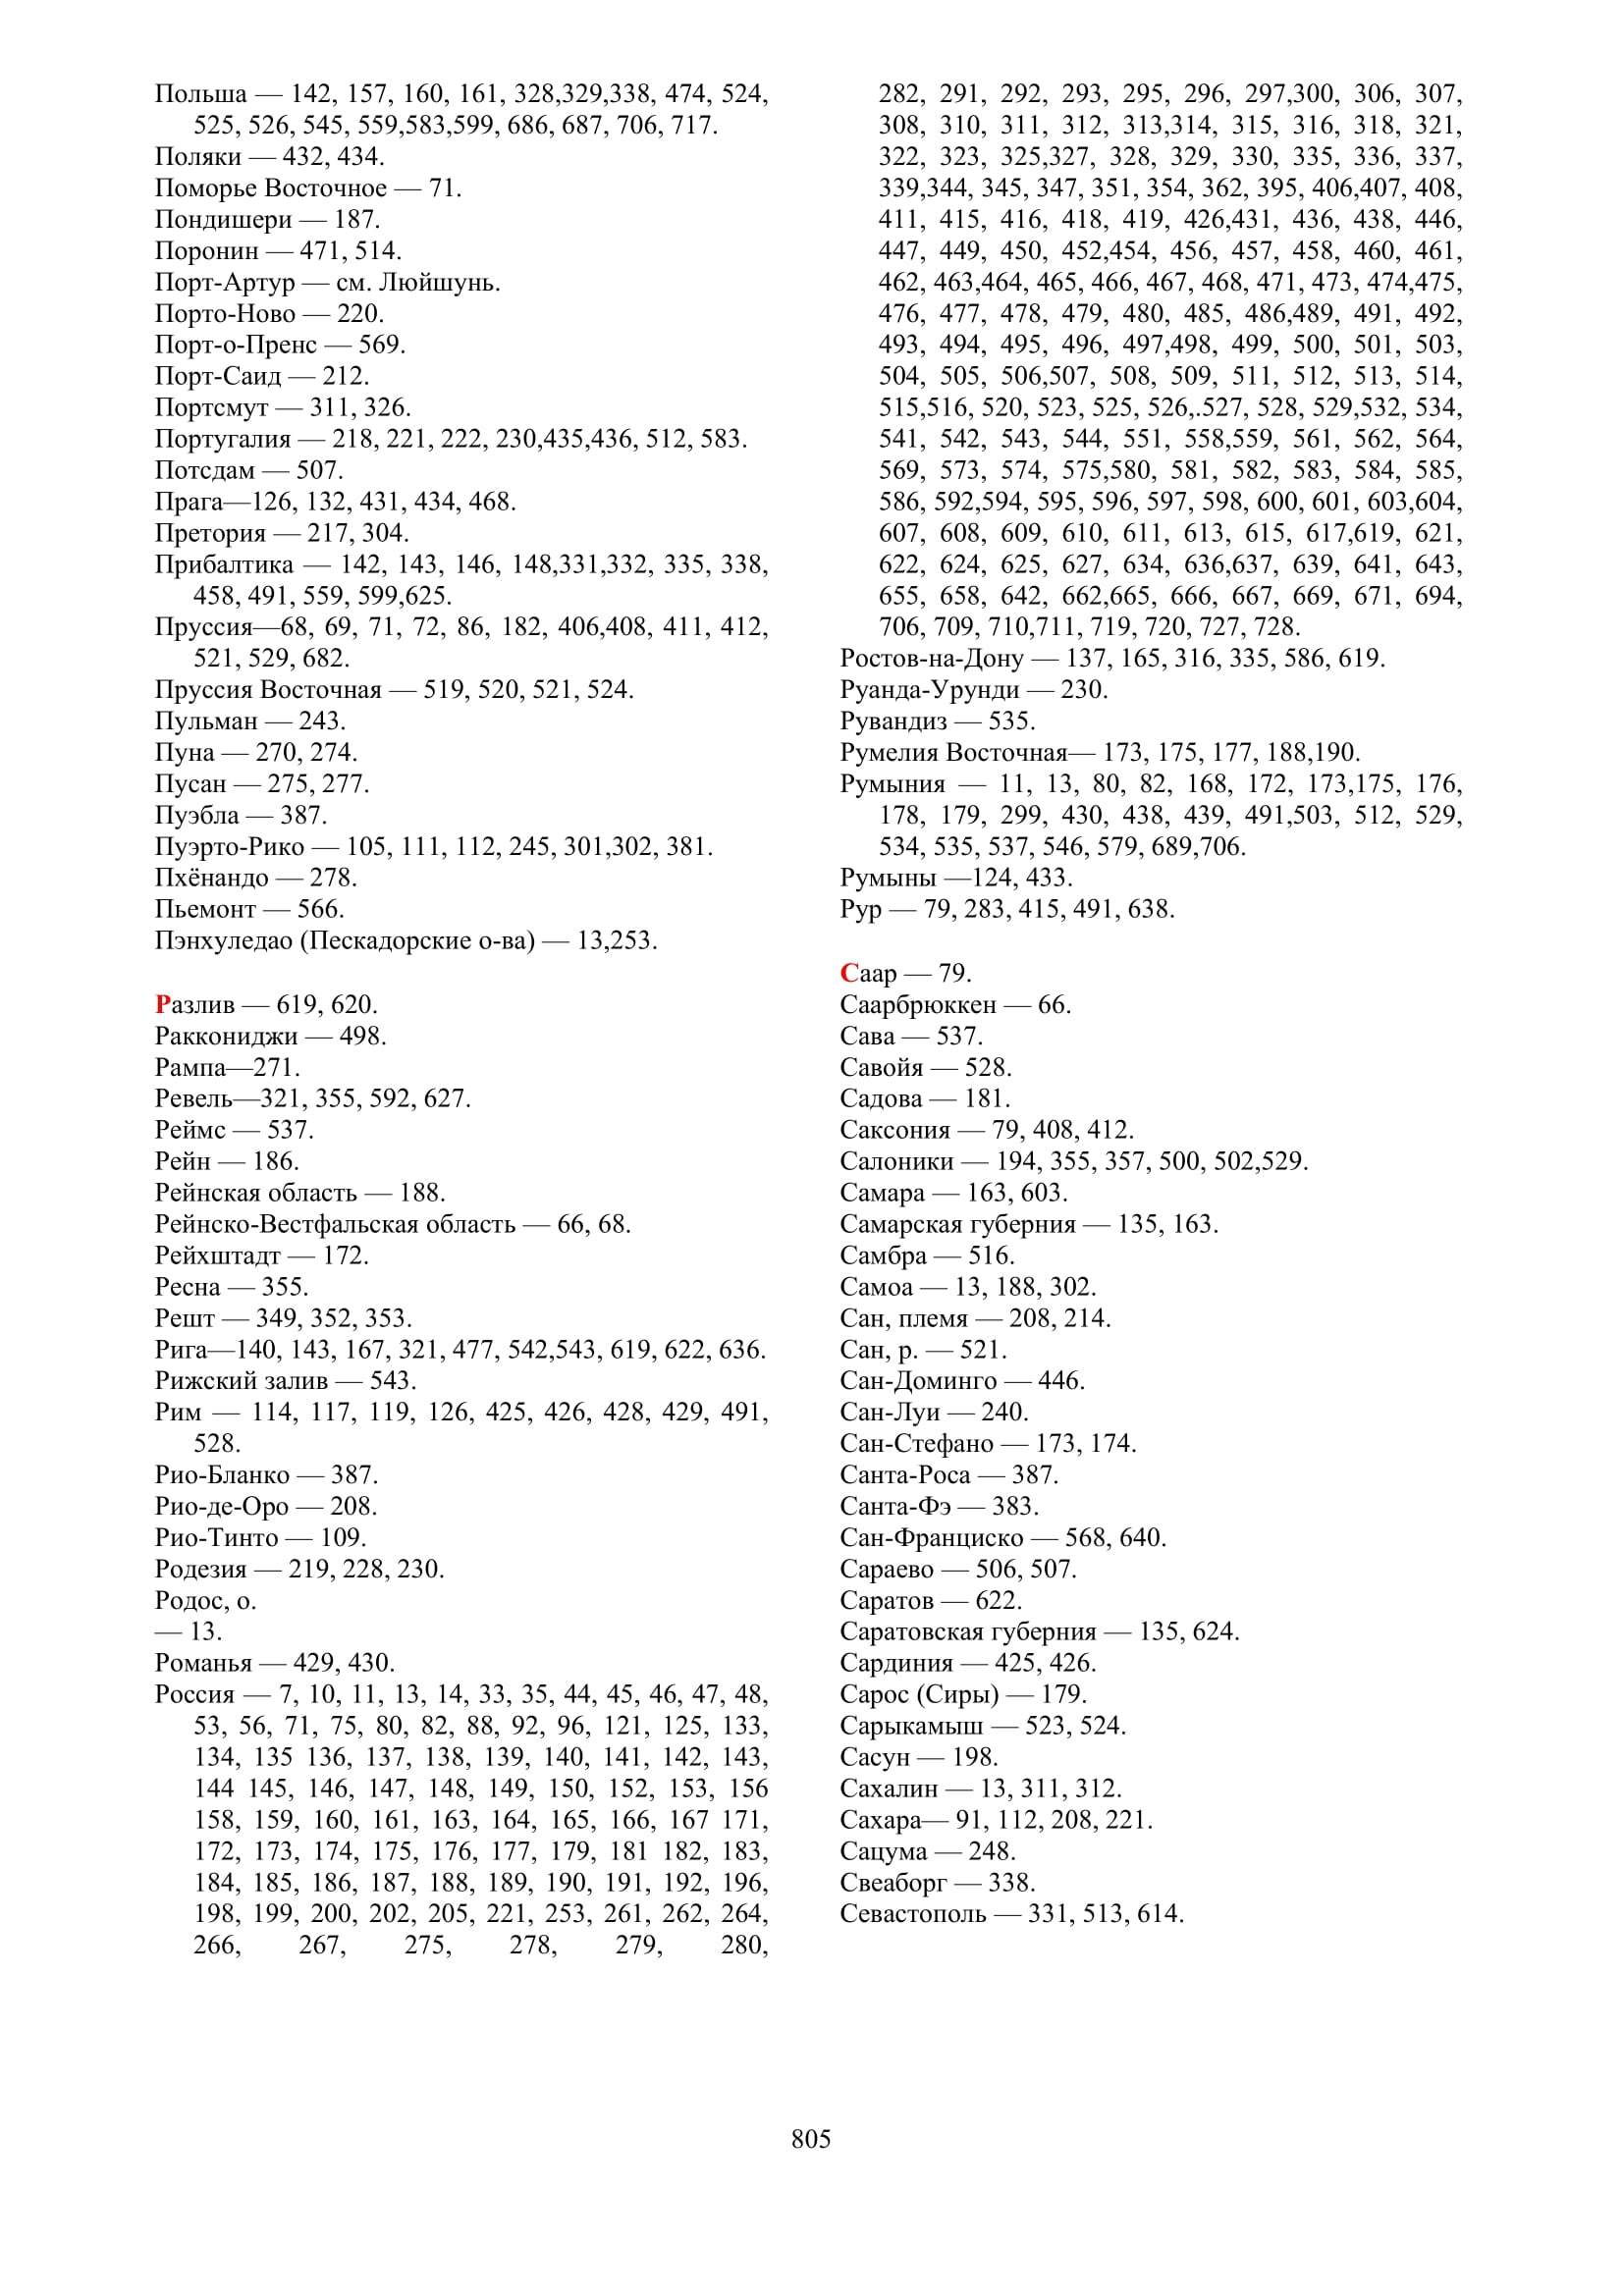 Польша — 142, 157, 160, 161, 328,329,338, 474, 524,
525, 526, 545, 559,583,599, 686, 687, 706, 717.
Поляки — 432, 434.
Поморье Восточное — 71.
Пондишери — 187.
Поронин — 471, 514.
Порт-Артур — см. Люйшунь.
Порто-Ново — 220.
Порт-о-Пренс — 569.
Порт-Саид — 212.
Портсмут — 311, 326.
Португалия — 218, 221, 222, 230,435,436, 512, 583.
Потсдам — 507.
Прага—126, 132, 431, 434, 468.
Претория — 217, 304.
Прибалтика — 142, 143, 146, 148,331,332, 335, 338,
458, 491, 559, 599,625.
Пруссия—68, 69, 71, 72, 86, 182, 406,408, 411, 412,
521, 529, 682.
Пруссия Восточная — 519, 520, 521, 524.
Пульман — 243.
Пуна — 270, 274.
Пусан — 275, 277.
Пуэбла — 387.
Пуэрто-Рико — 105, 111, 112, 245, 301,302, 381.
Пхёнандо — 278.
Пьемонт — 566.
Пэнхуледао (Пескадорские о-ва) — 13,253.
Разлив — 619, 620.
Раккониджи — 498.
Рампа—271.
Ревель—321, 355, 592, 627.
Реймс — 537.
Рейн — 186.
Рейнская область — 188.
Рейнско-Вестфальская область — 66, 68.
Рейхштадт — 172.
Ресна — 355.
Решт — 349, 352, 353.
Рига—140, 143, 167, 321, 477, 542,543, 619, 622, 636.
Рижский залив — 543.
Рим — 114, 117, 119, 126, 425, 426, 428, 429, 491,
528.
Рио-Бланко — 387.
Рио-де-Оро — 208.
Рио-Тинто — 109.
Родезия — 219, 228, 230.
Родос, о.
— 13.
Романья — 429, 430.
Россия — 7, 10, 11, 13, 14, 33, 35, 44, 45, 46, 47, 48,
53, 56, 71, 75, 80, 82, 88, 92, 96, 121, 125, 133,
134, 135 136, 137, 138, 139, 140, 141, 142, 143,
144 145, 146, 147, 148, 149, 150, 152, 153, 156
158, 159, 160, 161, 163, 164, 165, 166, 167 171,
172, 173, 174, 175, 176, 177, 179, 181 182, 183,
184, 185, 186, 187, 188, 189, 190, 191, 192, 196,
198, 199, 200, 202, 205, 221, 253, 261, 262, 264,
266, 267, 275, 278, 279, 280,
282, 291, 292, 293, 295, 296, 297,300, 306, 307,
308, 310, 311, 312, 313,314, 315, 316, 318, 321,
322, 323, 325,327, 328, 329, 330, 335, 336, 337,
339,344, 345, 347, 351, 354, 362, 395, 406,407, 408,
411, 415, 416, 418, 419, 426,431, 436, 438, 446,
447, 449, 450, 452,454, 456, 457, 458, 460, 461,
462, 463,464, 465, 466, 467, 468, 471, 473, 474,475,
476, 477, 478, 479, 480, 485, 486,489, 491, 492,
493, 494, 495, 496, 497,498, 499, 500, 501, 503,
504, 505, 506,507, 508, 509, 511, 512, 513, 514,
515,516, 520, 523, 525, 526,.527, 528, 529,532, 534,
541, 542, 543, 544, 551, 558,559, 561, 562, 564,
569, 573, 574, 575,580, 581, 582, 583, 584, 585,
586, 592,594, 595, 596, 597, 598, 600, 601, 603,604,
607, 608, 609, 610, 611, 613, 615, 617,619, 621,
622, 624, 625, 627, 634, 636,637, 639, 641, 643,
655, 658, 642, 662,665, 666, 667, 669, 671, 694,
706, 709, 710,711, 719, 720, 727, 728.
Ростов-на-Дону — 137, 165, 316, 335, 586, 619.
Руанда-Урунди — 230.
Рувандиз — 535.
Румелия Восточная— 173, 175, 177, 188,190.
Румыния — 11, 13, 80, 82, 168, 172, 173,175, 176,
178, 179, 299, 430, 438, 439, 491,503, 512, 529,
534, 535, 537, 546, 579, 689,706.
Румыны —124, 433.
Рур — 79, 283, 415, 491, 638.
Саар — 79.
Саарбрюккен — 66.
Сава — 537.
Савойя — 528.
Садова — 181.
Саксония — 79, 408, 412.
Салоники — 194, 355, 357, 500, 502,529.
Самара — 163, 603.
Самарская губерния — 135, 163.
Самбра — 516.
Самоа — 13, 188, 302.
Сан, племя — 208, 214.
Сан, р. — 521.
Сан-Доминго — 446.
Сан-Луи — 240.
Сан-Стефано — 173, 174.
Санта-Роса — 387.
Санта-Фэ — 383.
Сан-Франциско — 568, 640.
Сараево — 506, 507.
Саратов — 622.
Саратовская губерния — 135, 624.
Сардиния — 425, 426.
Сарос (Сиры) — 179.
Сарыкамыш — 523, 524.
Сасун — 198.
Сахалин — 13, 311, 312.
Сахара— 91, 112, 208, 221.
Сацума — 248.
Свеаборг — 338.
Севастополь — 331, 513, 614.
805